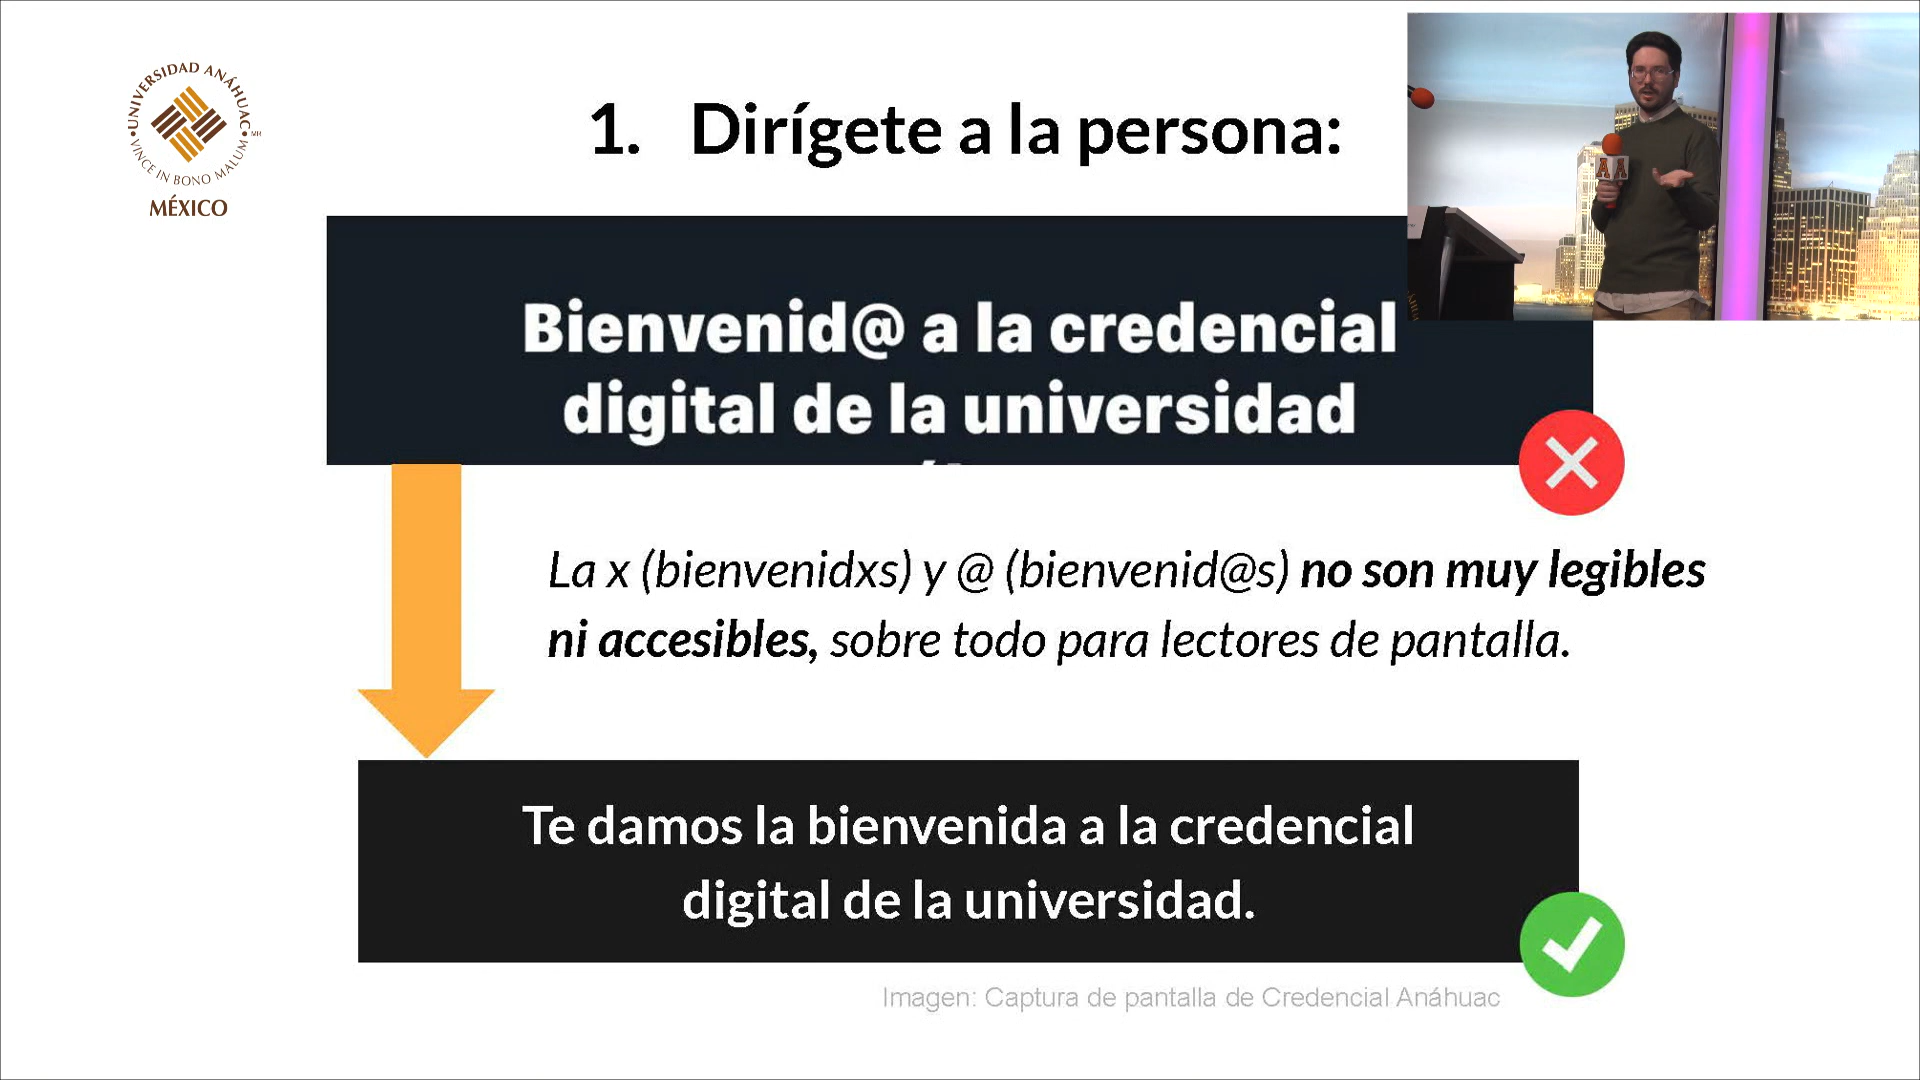 UNIVERSIDAD ANÁHUAC
MR
VINCE IN BONO MALUM
MÉXICO
1. Dirígete a la persona:
AA
Bienvenid@ a la credencial
digital de la universidad
La x (bienvenidxs) y @ (bienvenid@s) no son muy legibles
ni accesibles, sobre todo para lectores de pantalla.
Te damos la bienvenida a la credencial
digital de la universidad.
Imagen: Captura de pantalla de Credencial Anáhuac